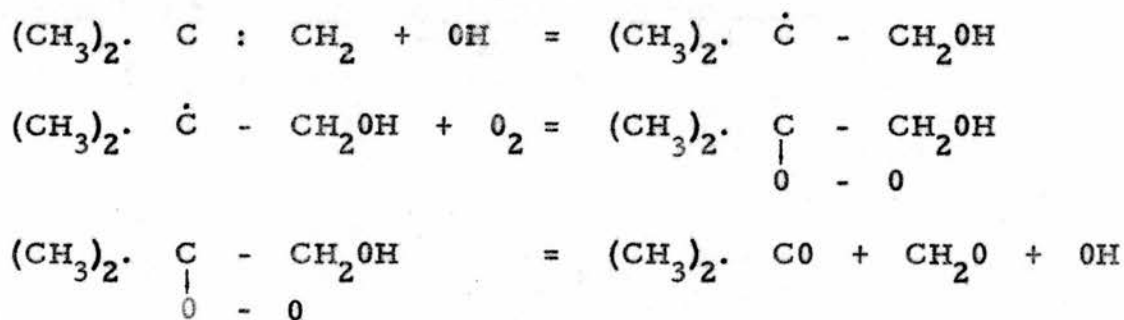 (CH₃)₂. C : CH₂ + OH = (CH₃)₂. Ċ - CH₂OH
(CH₃)₂. Ċ - CH₂OH + O₂ = (CH₃)₂. C - CH₂OH
|
O - O
(CH₃)₂. C - CH₂OH = (CH₃)₂. CO + CH₂O + OH
|
O - O